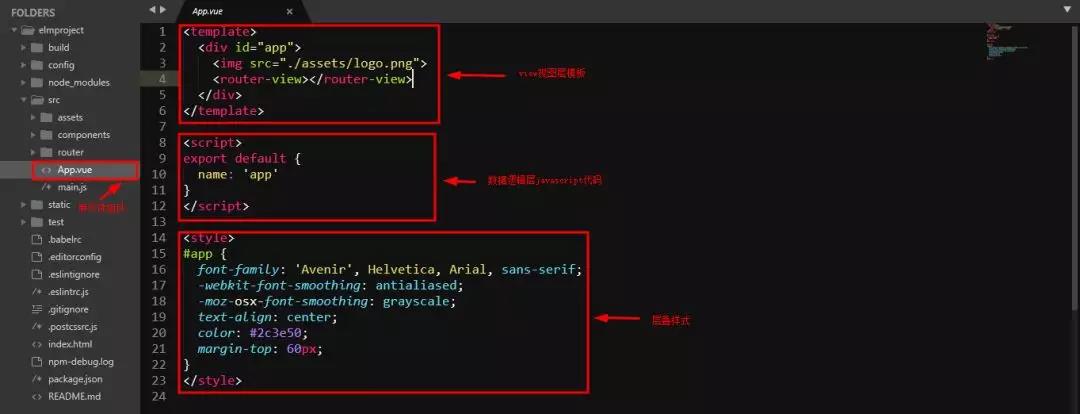 FOLDERS
elmproject
build
config
node_modules
src
assets
components
router
<> App.vue
/* main.js
static
test
.babelrc
.editorconfig
.eslintignore
.eslintrc.js
.gitignore
.postcssrc.js
<> index.html
npm-debug.log
/* package.json
<> README.md
App.vue ×
1 <template>
2 <div id="app">
3 <img src="./assets/logo.png">
4 <router-view></router-view>
5 </div>
6 </template>
7
8 <script>
9 export default {
10 name: 'app'
11 }
12 </script>
13
14 <style>
15 #app {
16 font-family: 'Avenir', Helvetica, Arial, sans-serif;
17 -webkit-font-smoothing: antialiased;
18 -moz-osx-font-smoothing: grayscale;
19 text-align: center;
20 color: #2c3e50;
21 margin-top: 60px;
22 }
23 </style>
24
view视图层模板
数据逻辑层javascript代码
层叠样式